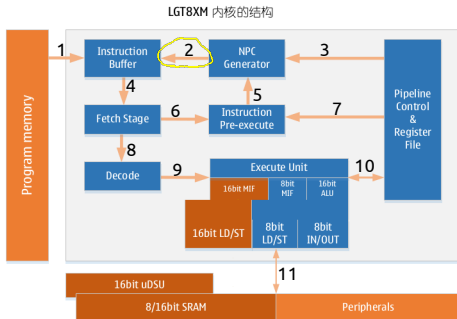 LGT8XM 内核的结构
1
Instruction
Buffer
2
NPC
Generator
3
4
5
Fetch Stage
6
Instruction
Pre-execute
7
Pipeline
Control
&
Register
File
Program memory
8
Decode
9
Execute Unit
10
16bit MIF
8bit
MIF
16bit
ALU
16bit LD/ST
8bit
LD/ST
8bit
IN/OUT
11
16bit uDSU
8/16bit SRAM
Peripherals